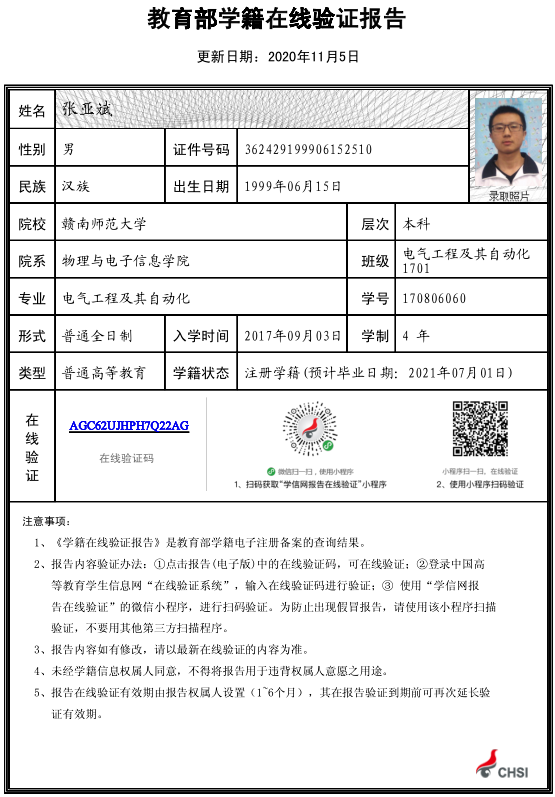 教育部学籍在线验证报告
更新日期：2020年11月5日
姓名 张亚斌
性别 男 证件号码 362429199906152510
民族 汉族 出生日期 1999年06月15日
录取照片
院校 赣南师范大学 层次 本科
院系 物理与电子信息学院 班级 电气工程及其自动化
1701
专业 电气工程及其自动化 学号 170806060
形式 普通全日制 入学时间 2017年09月03日 学制 4 年
类型 普通高等教育 学籍状态 注册学籍(预计毕业日期: 2021年07月01日)
在
线
验
证
AGC62UJHPH7Q22AG
在线验证码
微信扫一扫，使用小程序
1、扫码获取“学信网报告在线验证”小程序
小程序扫一扫，在线验证
2、使用小程序扫码验证
注意事项：
1、《学籍在线验证报告》是教育部学籍电子注册备案的查询结果。
2、报告内容验证办法：①点击报告(电子版)中的在线验证码，可在线验证；②登录中国高
等教育学生信息网“在线验证系统”，输入在线验证码进行验证；③ 使用“学信网报
告在线验证”的微信小程序，进行扫码验证。为防止出现假冒报告，请使用该小程序扫描
验证，不要用其他第三方扫描程序。
3、报告内容如有修改，请以最新在线验证的内容为准。
4、未经学籍信息权属人同意，不得将报告用于违背权属人意愿之用途。
5、报告在线验证有效期由报告权属人设置（1~6个月），其在报告验证到期前可再次延长验
证有效期。
CHSI